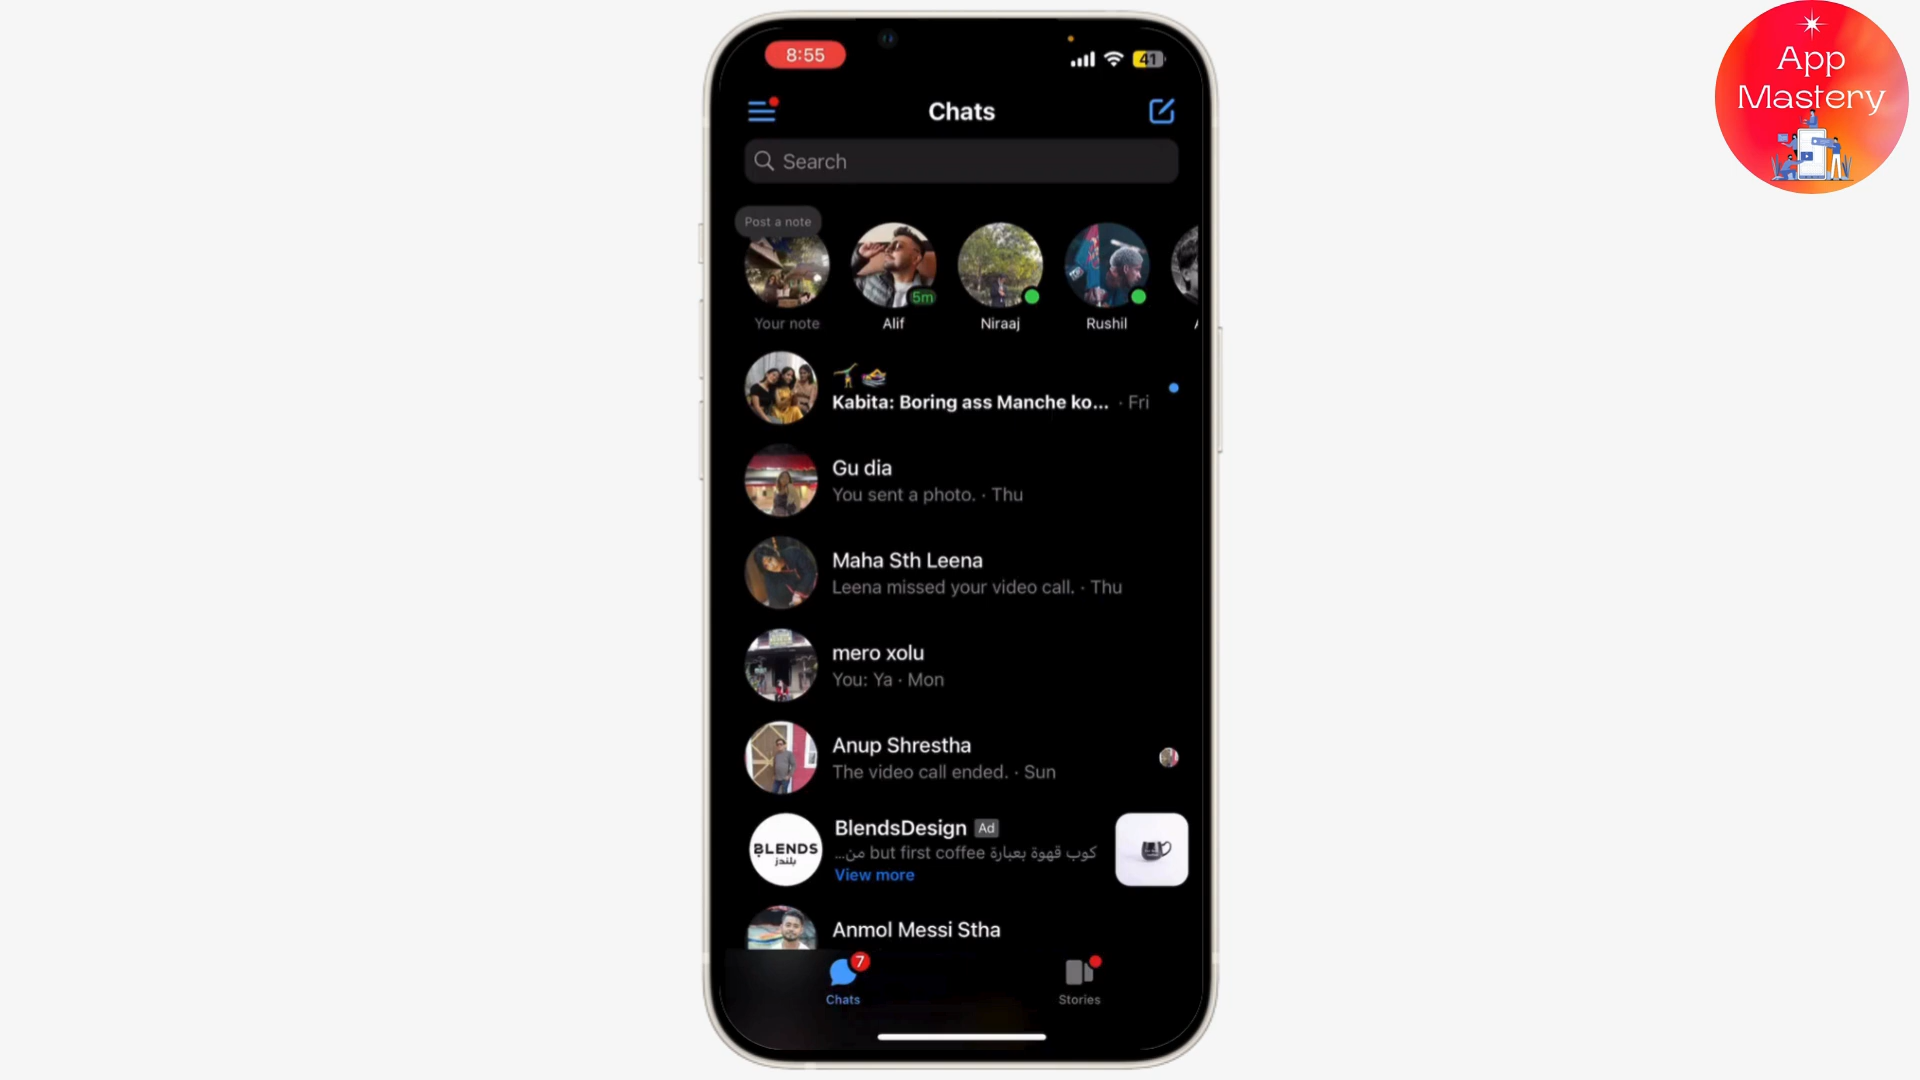 8:55
41
App
Mastery
Chats
Search
Post a note
5m
Your note
Alif
Niraaj
Rushil
Kabita: Boring ass Manche ko... · Fri
Gu dia
You sent a photo. · Thu
Maha Sth Leena
Leena missed your video call. · Thu
mero xolu
You: Ya · Mon
Anup Shrestha
The video call ended. · Sun
BLENDS
بلندز
BlendsDesign Ad
كوب قهوة بعبارة but first coffee من...
View more
Anmol Messi Stha
7
Chats
Stories